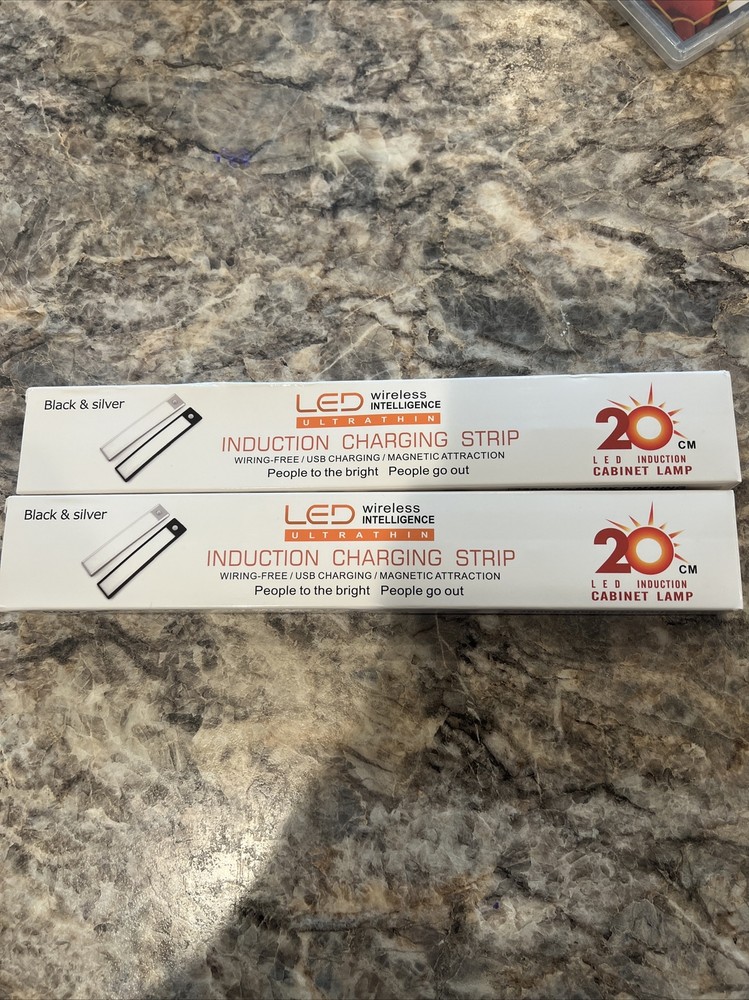 Black & silver
LED wireless INTELLIGENCE
ULTRATHIN
INDUCTION CHARGING STRIP
WIRING-FREE / USB CHARGING / MAGNETIC ATTRACTION
People to the bright People go out
20 CM
LED INDUCTION
CABINET LAMP
Black & silver
LED wireless INTELLIGENCE
ULTRATHIN
INDUCTION CHARGING STRIP
WIRING-FREE / USB CHARGING / MAGNETIC ATTRACTION
People to the bright People go out
20 CM
LED INDUCTION
CABINET LAMP